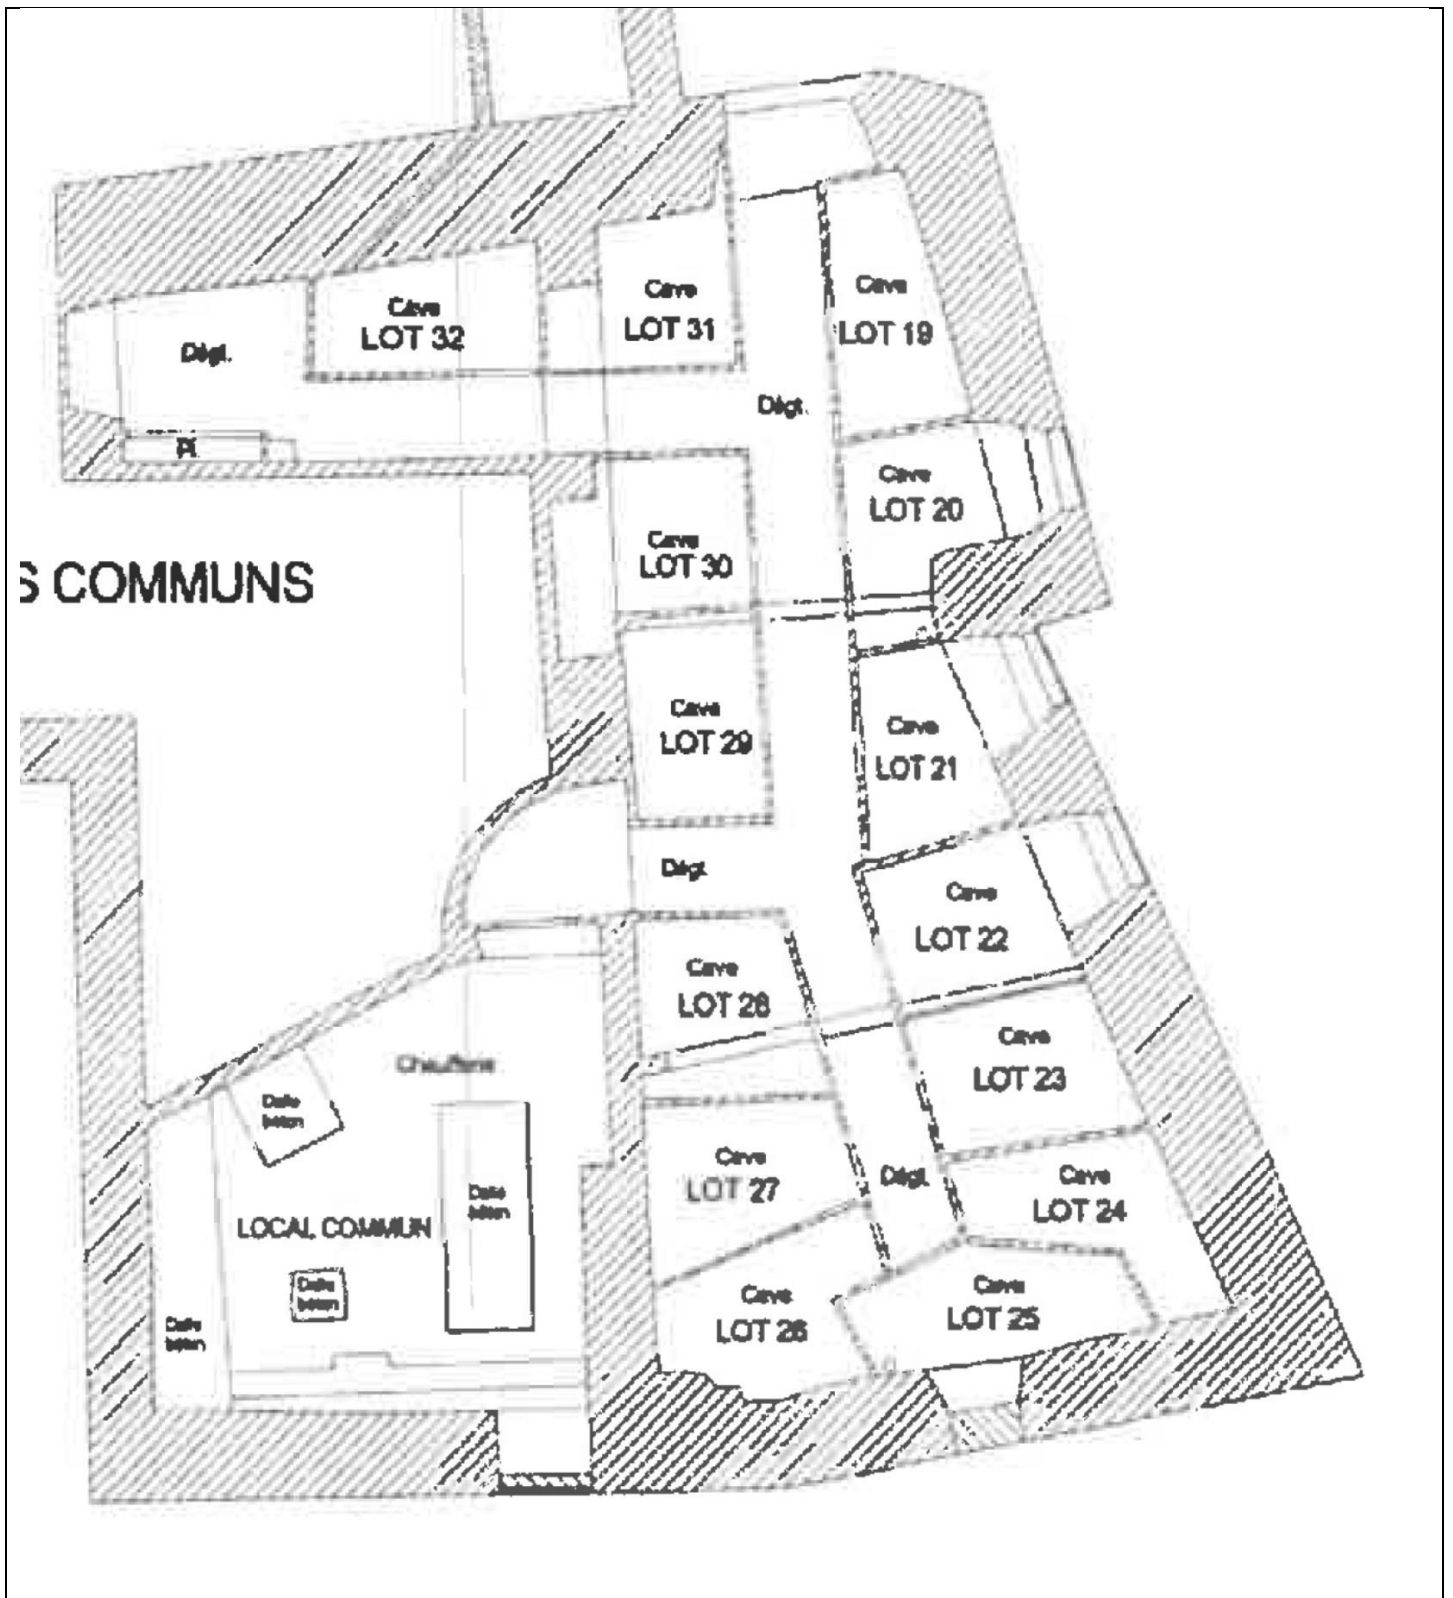 Cave
LOT 32
Cave
LOT 31
Cave
LOT 19
Dégt.
Dégt.
Pl.
Cave
LOT 20
Cave
LOT 30
S COMMUNS
Cave
LOT 29
Cave
LOT 21
Dégt.
Cave
LOT 22
Cave
LOT 28
Cave
LOT 23
Chaufferie
Dalle
béton
Cave
LOT 27
Dégt.
Cave
LOT 24
Dalle
béton
LOCAL COMMUN
Dalle
béton
Cave
LOT 26
Cave
LOT 25
Dalle
béton